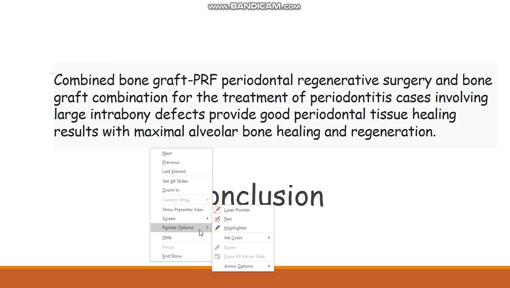 www.BANDICAM.com
Combined bone graft-PRF periodontal regenerative surgery and bone
graft combination for the treatment of periodontitis cases involving
large intrabony defects provide good periodontal tissue healing
results with maximal alveolar bone healing and regeneration.
onclusion
Next
Previous
Last Viewed
See All Slides
Zoom In
Custom Show
Show Presenter View
Screen
Pointer Options
Help
Pause
End Show
Laser Pointer
Pen
Highlighter
Ink Color
Eraser
Erase All Ink on Slide
Arrow Options